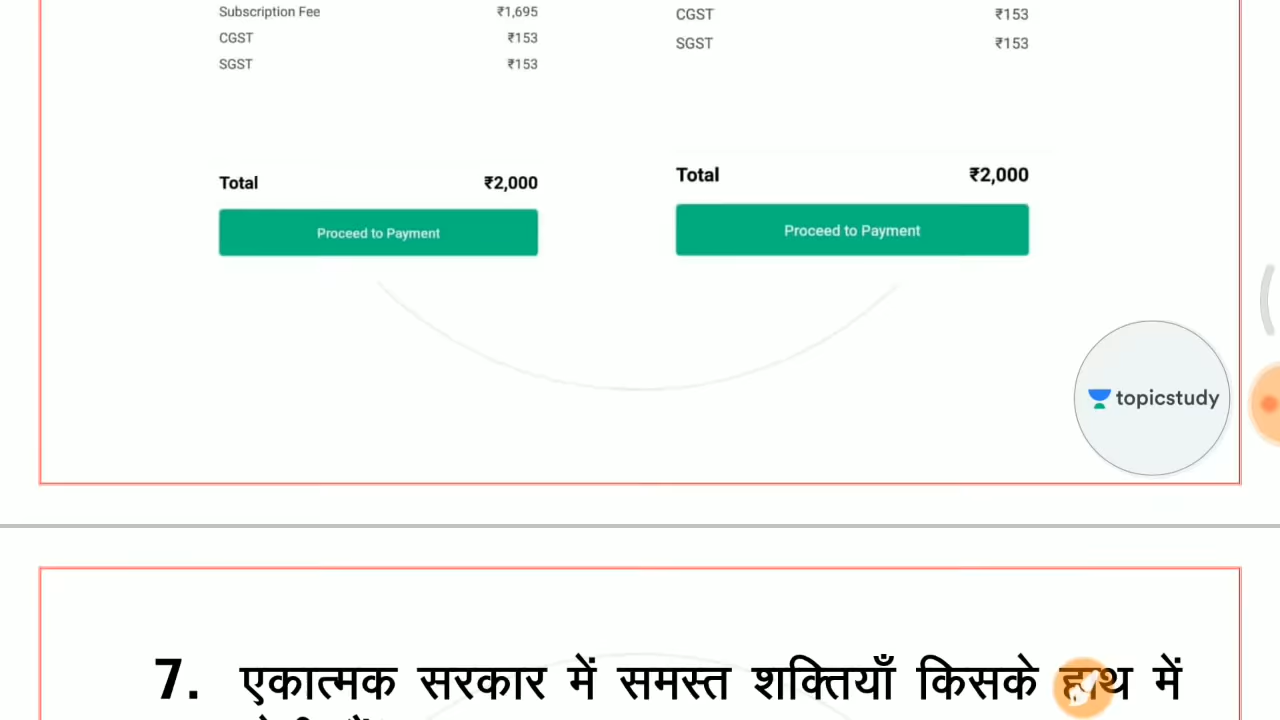 Subscription Fee ₹1,695
CGST ₹153
SGST ₹153
Total ₹2,000
Proceed to Payment
CGST ₹153
SGST ₹153
Total ₹2,000
Proceed to Payment
topicstudy
7. एकात्मक सरकार में समस्त शक्तियाँ किसके हाथ में